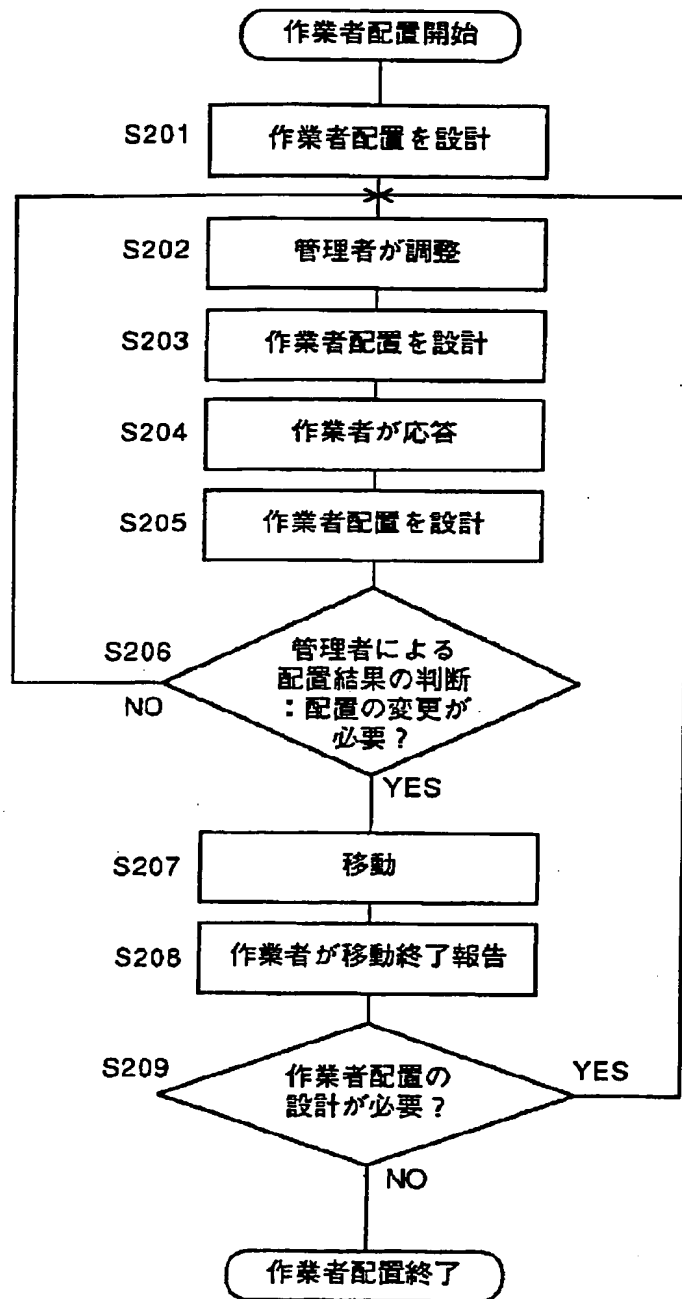 作業者配置開始
S201
作業者配置を設計
S202
管理者が調整
S203
作業者配置を設計
S204
作業者が応答
S205
作業者配置を設計
S206
管理者による
配置結果の判断
：配置の変更が
必要？
NO
YES
S207
移動
S208
作業者が移動終了報告
S209
作業者配置の
設計が必要？
YES
NO
作業者配置終了